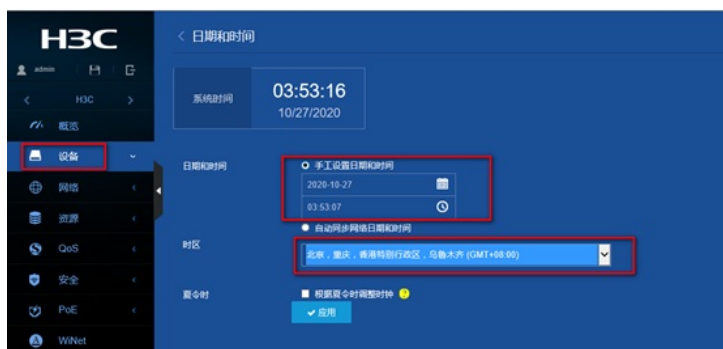 H3C
日期和时间
admin
H3C
系统时间
03:53:16
10/27/2020
概览
设备
日期和时间
手工设置日期和时间
2020-10-27
03:53:07
自动同步网络日期和时间
网络
资源
时区
北京，重庆，香港特别行政区，乌鲁木齐 (GMT+08:00)
QoS
安全
夏令时
根据夏令时调整时钟
应用
PoE
WiNet